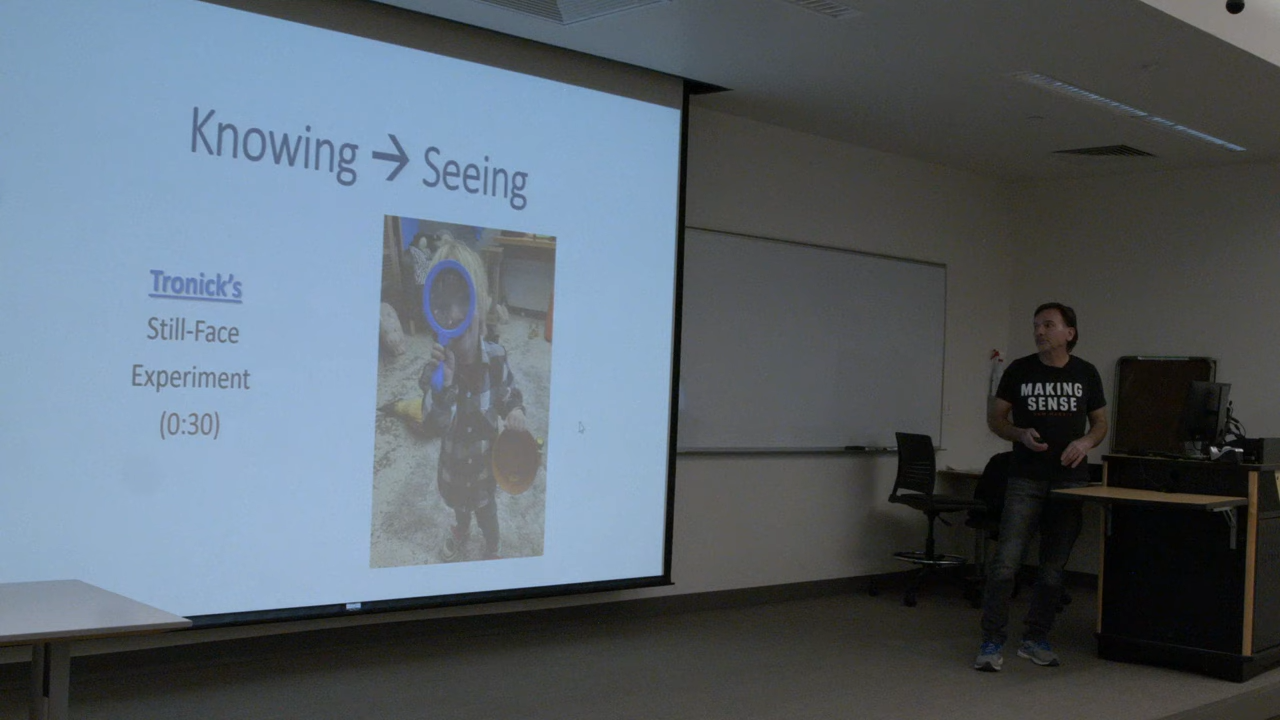 Knowing → Seeing
Tronick's
Still-Face
Experiment
(0:30)
MAKING
SENSE